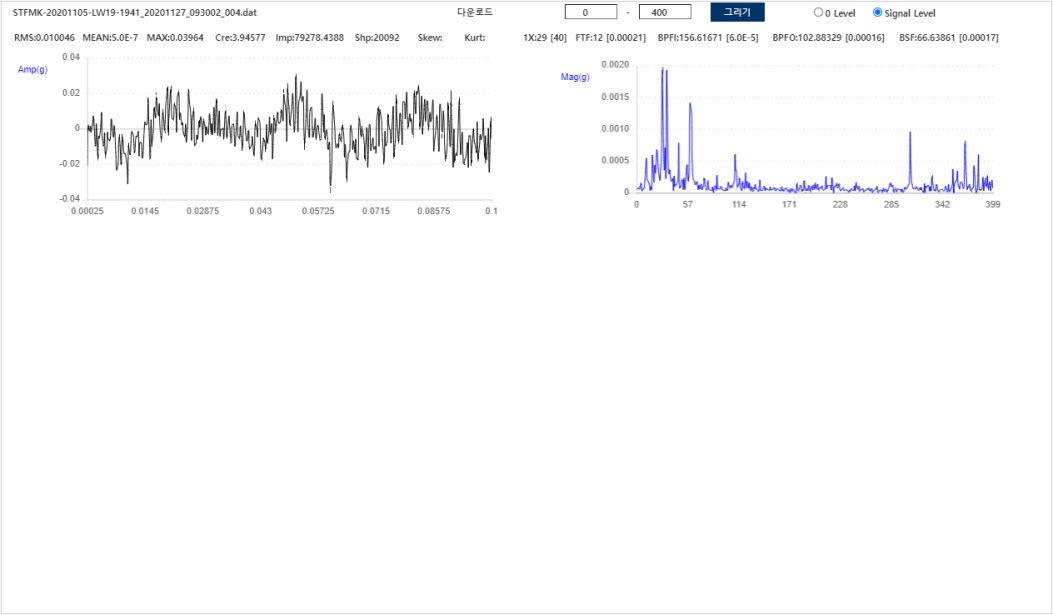 STFMK-20201105-LW19-1941_20201127_093002_004.dat 다운로드 0 - 400 그리기 0 Level Signal Level
RMS:0.010046 MEAN:5.0E-7 MAX:0.03964 Cre:3.94577 Imp:79278.4388 Shp:20092 Skew: Kurt: 1X:29 [40] FTF:12 [0.00021] BPFI:156.61671 [6.0E-5] BPFO:102.88329 [0.00016] BSF:66.63861 [0.00017]
Amp(g)
0.04
0.02
0
-0.02
-0.04
0.00025 0.0145 0.02875 0.043 0.05725 0.0715 0.08575 0.1
Mag(g)
0.0020
0.0015
0.0010
0.0005
0
0 57 114 171 228 285 342 399